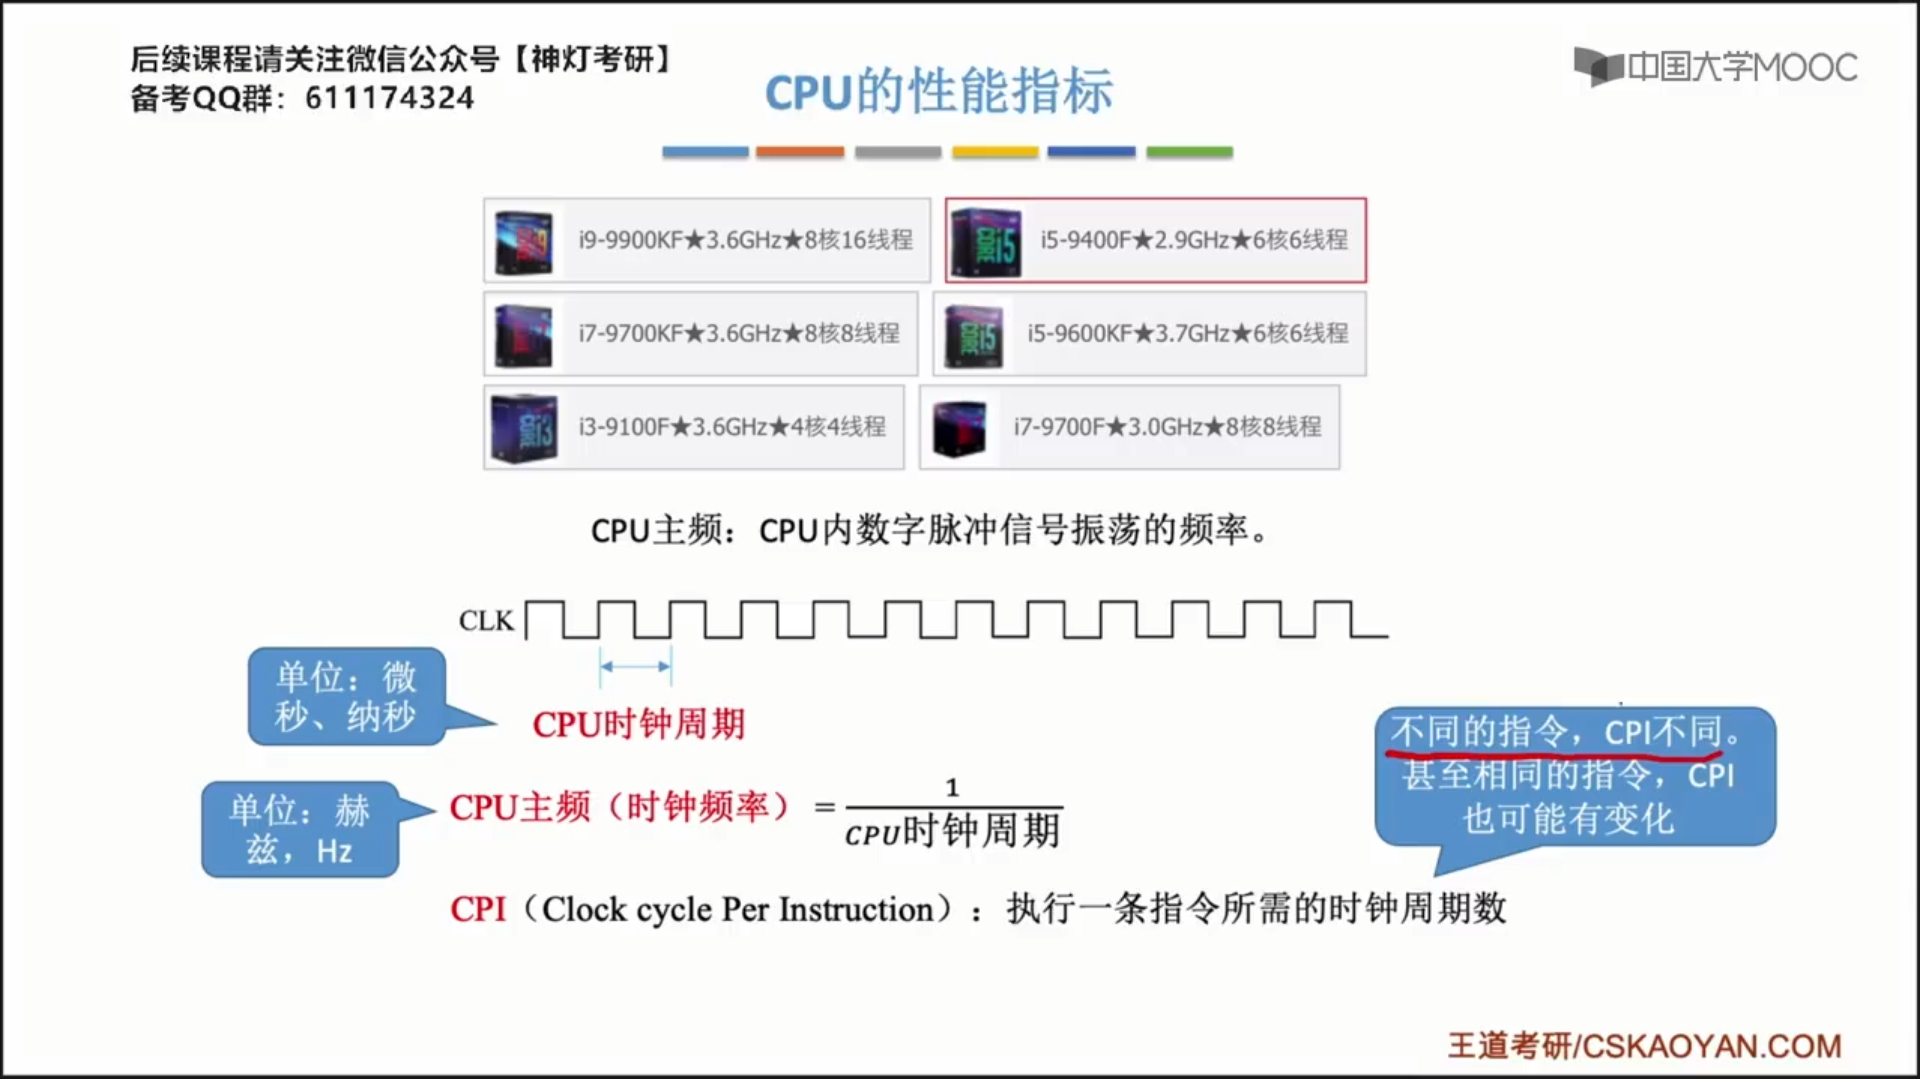 后续课程请关注微信公众号【神灯考研】
备考QQ群：611174324
中国大学MOOC
CPU的性能指标
i9-9900KF★3.6GHz★8核16线程
i5-9400F★2.9GHz★6核6线程
i7-9700KF★3.6GHz★8核8线程
i5-9600KF★3.7GHz★6核6线程
i3-9100F★3.6GHz★4核4线程
i7-9700F★3.0GHz★8核8线程
CPU主频：CPU内数字脉冲信号振荡的频率。
CLK
单位：微
秒、纳秒
CPU时钟周期
不同的指令，CPI不同。
甚至相同的指令，CPI
也可能有变化
单位：赫
兹，Hz
CPU主频（时钟频率） = 1 / CPU时钟周期
CPI（Clock cycle Per Instruction）：执行一条指令所需的时钟周期数
王道考研/CSKAOYAN.COM